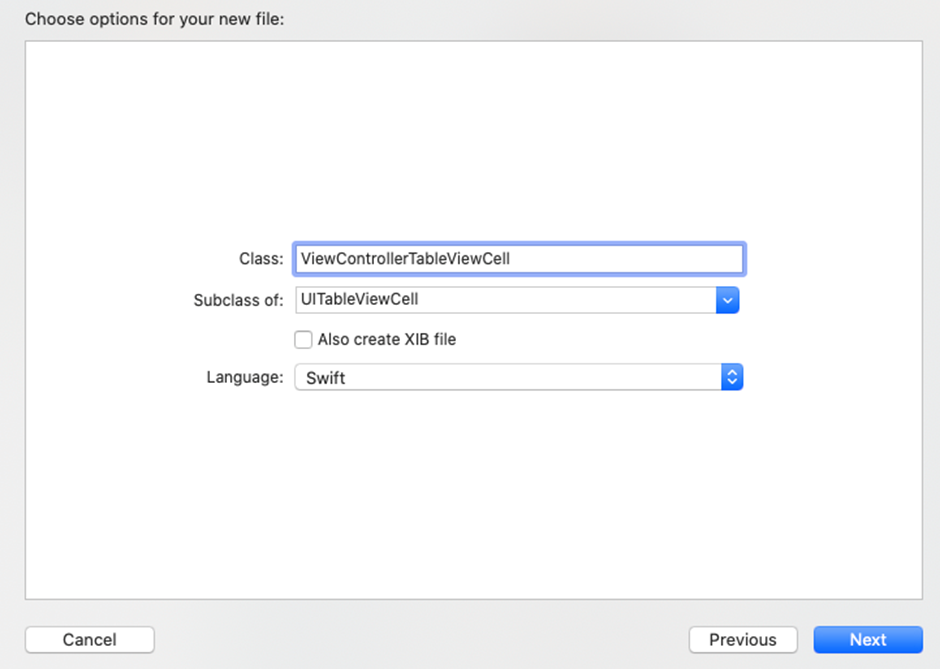 Choose options for your new file:
Class: ViewControllerTableViewCell
Subclass of: UITableViewCell
Also create XIB file
Language: Swift
Cancel Previous Next